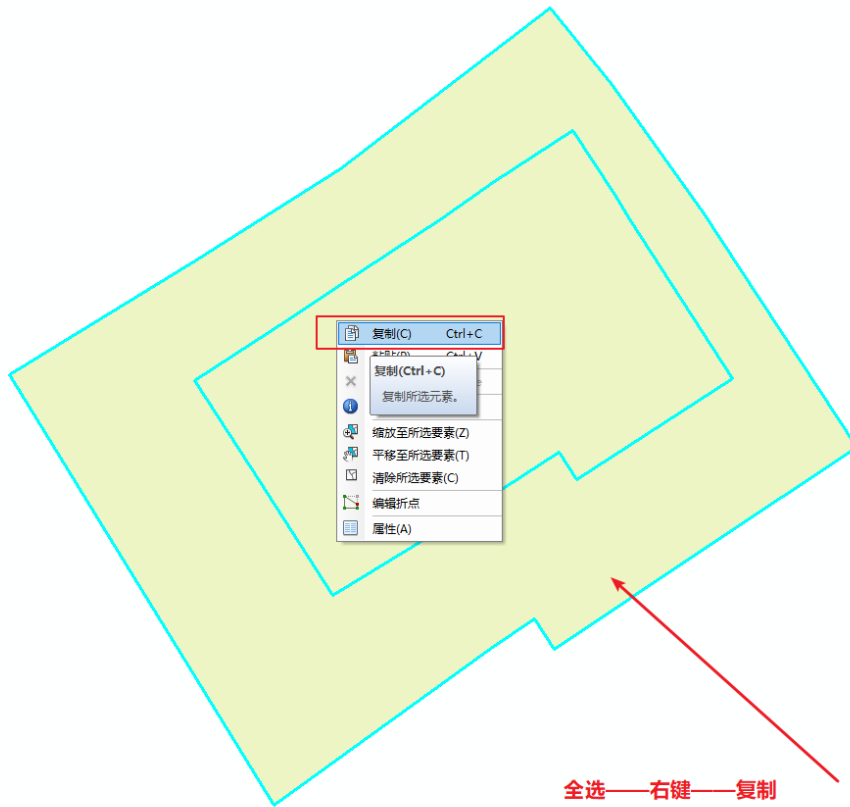 复制(C) Ctrl+C
复制(Ctrl+C)
复制所选元素。
缩放至所选要素(Z)
平移至所选要素(T)
清除所选要素(C)
编辑折点
属性(A)
全选——右键——复制